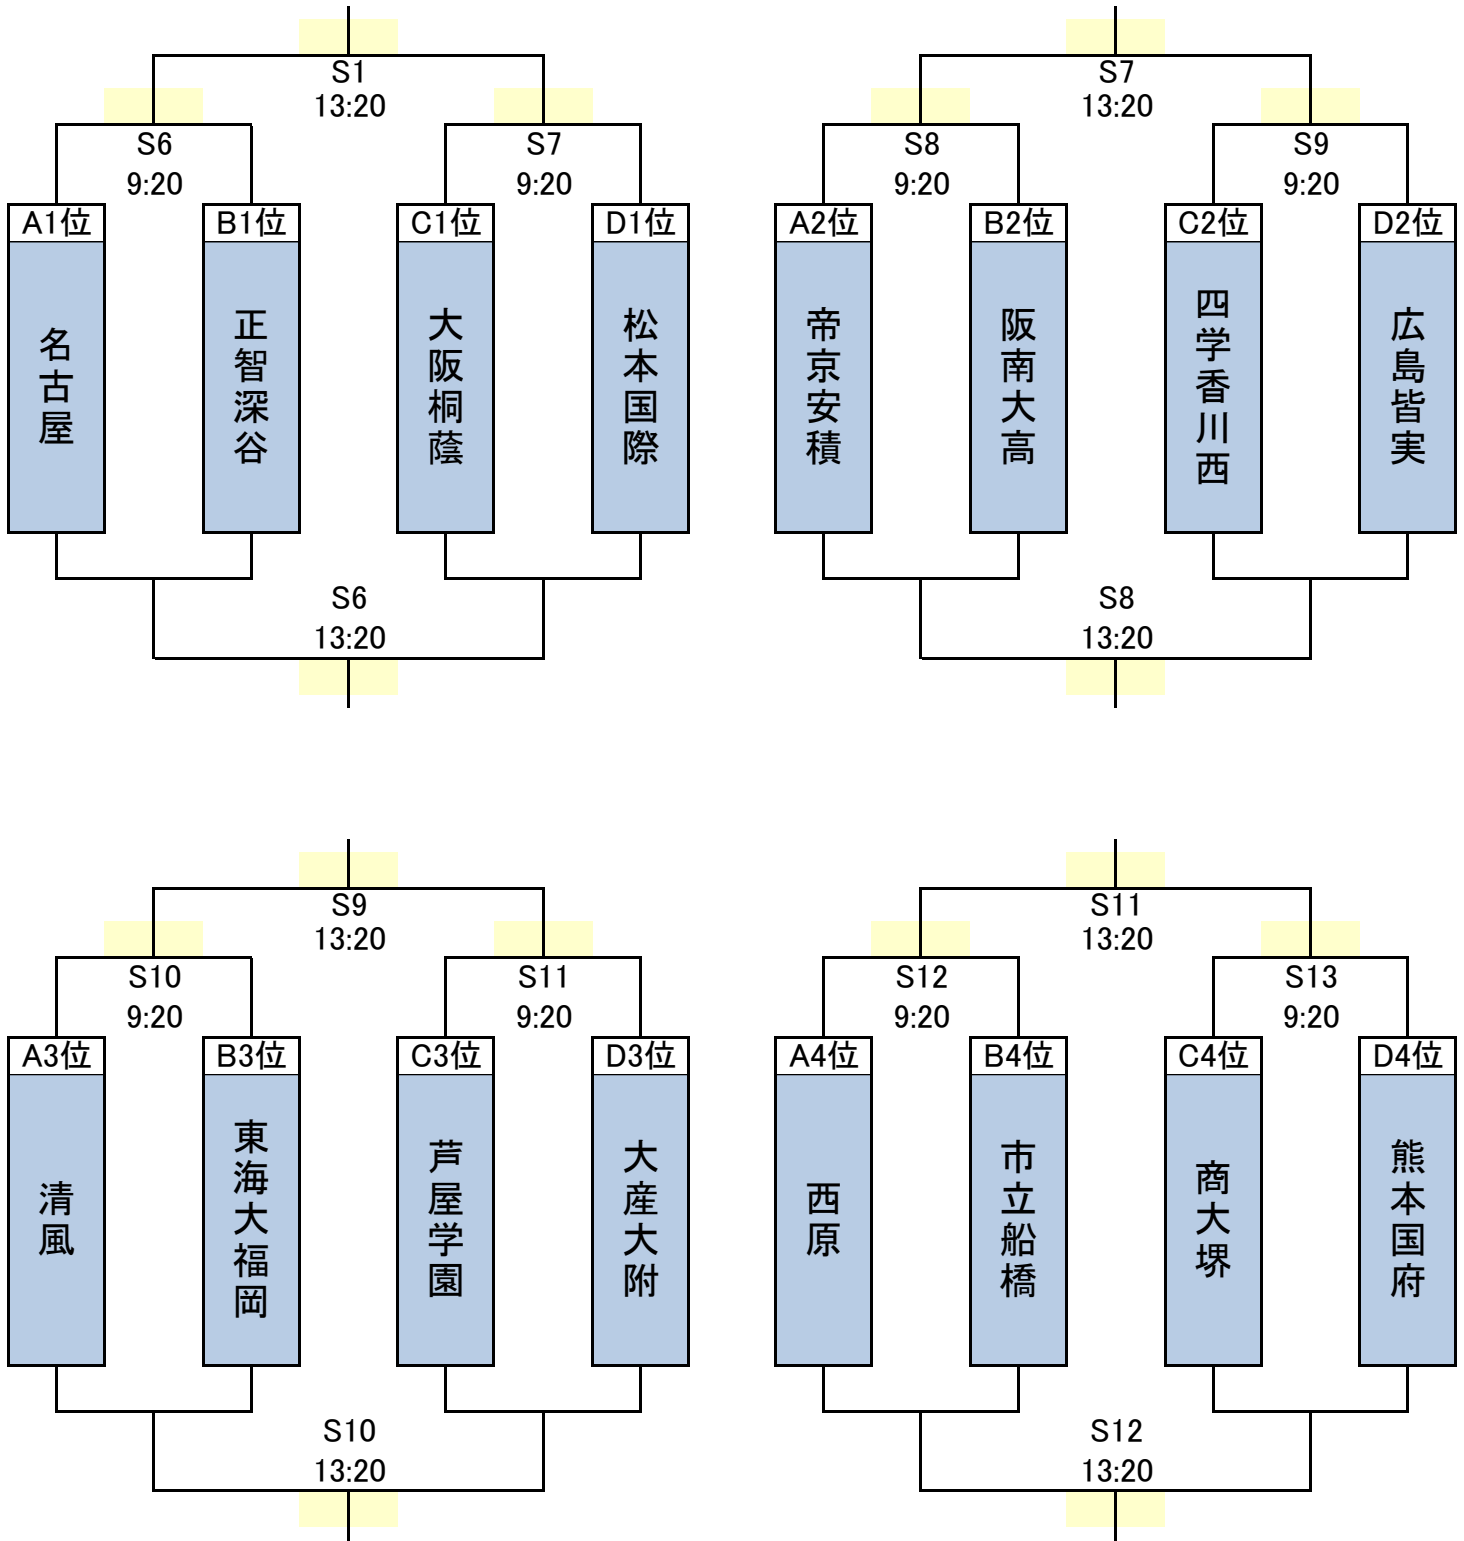 S1
13:20
S6
9:20
S7
9:20
A1位
B1位
C1位
D1位
名古屋
正智深谷
大阪桐蔭
松本国際
S6
13:20
S7
13:20
S8
9:20
S9
9:20
A2位
B2位
C2位
D2位
帝京安積
阪南大高
四学香川西
広島皆実
S8
13:20
S9
13:20
S10
9:20
S11
9:20
A3位
B3位
C3位
D3位
清風
東海大福岡
芦屋学園
大産大附
S10
13:20
S11
13:20
S12
9:20
S13
9:20
A4位
B4位
C4位
D4位
西原
市立船橋
商大堺
熊本国府
S12
13:20